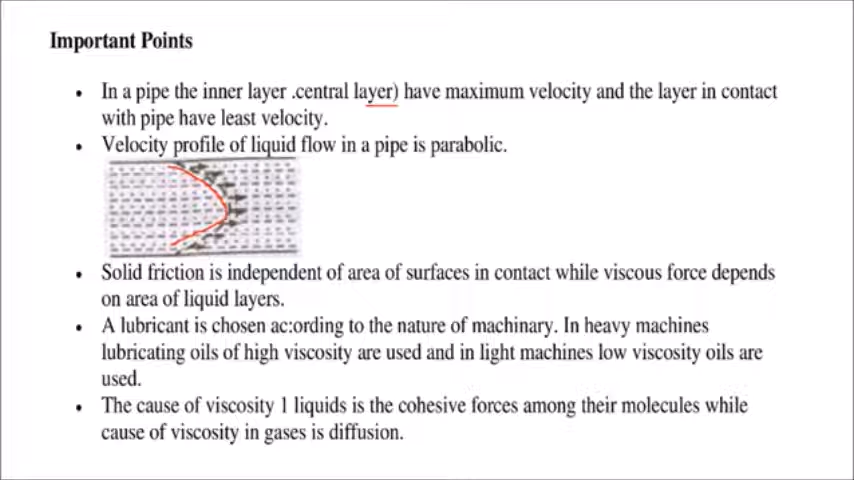 Important Points
• In a pipe the inner layer .central layer) have maximum velocity and the layer in contact
with pipe have least velocity.
• Velocity profile of liquid flow in a pipe is parabolic.
• Solid friction is independent of area of surfaces in contact while viscous force depends
on area of liquid layers.
• A lubricant is chosen ac:ording to the nature of machinary. In heavy machines
lubricating oils of high viscosity are used and in light machines low viscosity oils are
used.
• The cause of viscosity 1 liquids is the cohesive forces among their molecules while
cause of viscosity in gases is diffusion.